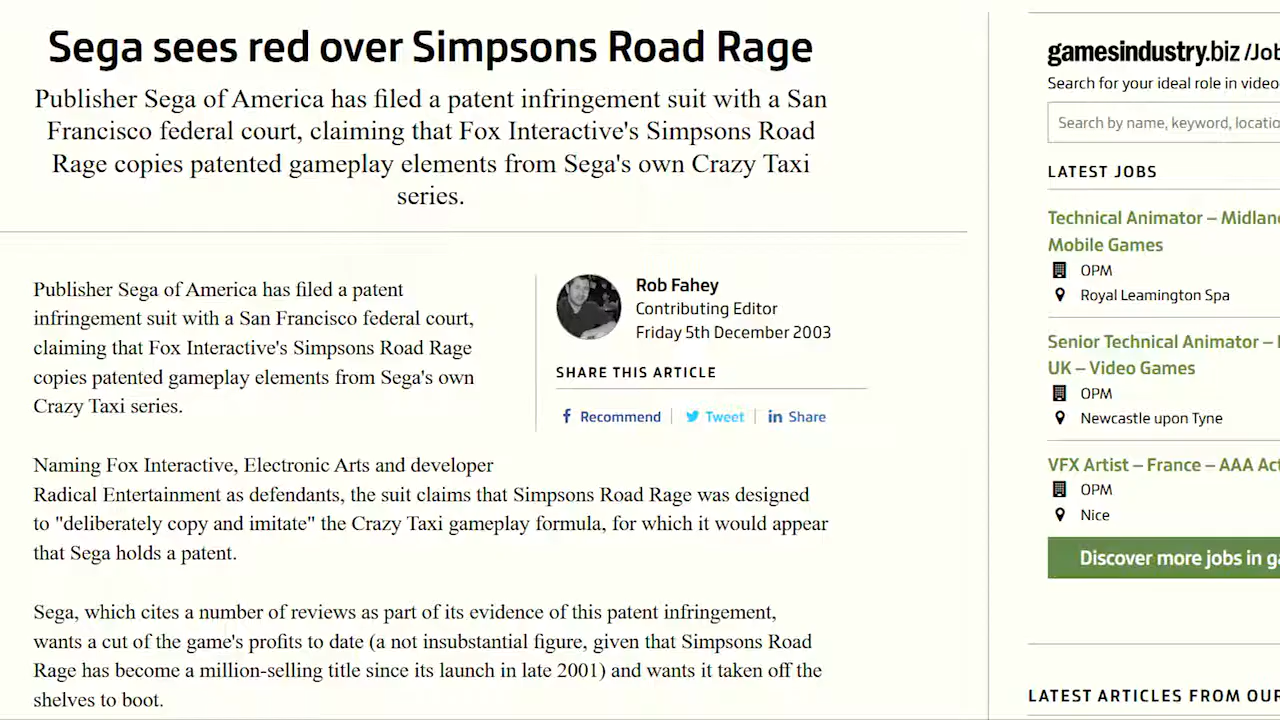 Sega sees red over Simpsons Road Rage
Publisher Sega of America has filed a patent infringement suit with a San
Francisco federal court, claiming that Fox Interactive's Simpsons Road
Rage copies patented gameplay elements from Sega's own Crazy Taxi
series.
Publisher Sega of America has filed a patent
infringement suit with a San Francisco federal court,
claiming that Fox Interactive's Simpsons Road Rage
copies patented gameplay elements from Sega's own
Crazy Taxi series.
Rob Fahey
Contributing Editor
Friday 5th December 2003
SHARE THIS ARTICLE
Recommend
Tweet
Share
Naming Fox Interactive, Electronic Arts and developer
Radical Entertainment as defendants, the suit claims that Simpsons Road Rage was designed
to "deliberately copy and imitate" the Crazy Taxi gameplay formula, for which it would appear
that Sega holds a patent.
Sega, which cites a number of reviews as part of its evidence of this patent infringement,
wants a cut of the game's profits to date (a not insubstantial figure, given that Simpsons Road
Rage has become a million-selling title since its launch in late 2001) and wants it taken off the
shelves to boot.
gamesindustry.biz /Job
Search for your ideal role in video
Search by name, keyword, locatio
LATEST JOBS
Technical Animator – Midlan
Mobile Games
OPM
Royal Leamington Spa
Senior Technical Animator –
UK – Video Games
OPM
Newcastle upon Tyne
VFX Artist – France – AAA Act
OPM
Nice
Discover more jobs in ga
LATEST ARTICLES FROM OUR